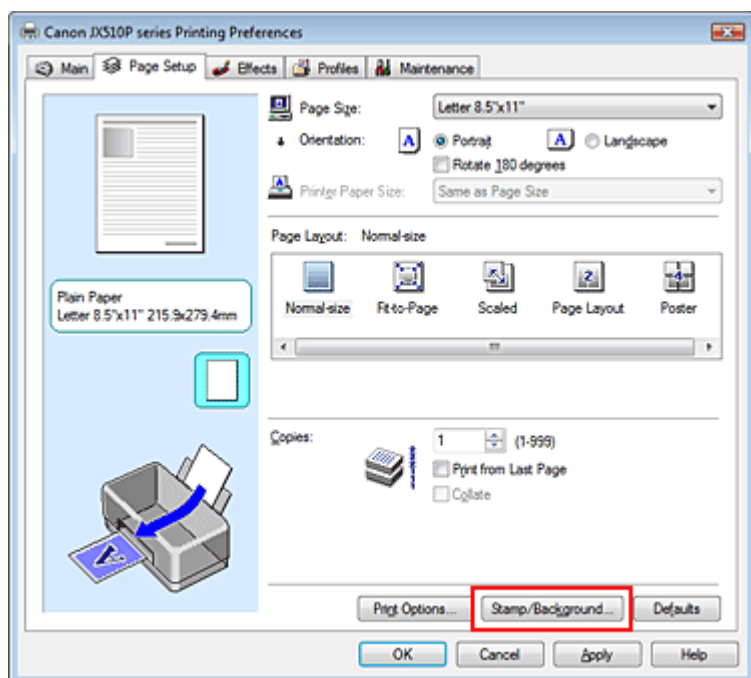 Canon JX510P series Printing Preferences
Main Page Setup Effects Profiles Maintenance
Page Size: Letter 8.5"x11"
Orientation: A Portrait A Landscape
Rotate 180 degrees
Printer Paper Size: Same as Page Size
Page Layout: Normal-size
Normal-size Fit-to-Page Scaled Page Layout Poster
Plain Paper
Letter 8.5"x11" 215.9x279.4mm
Copies: 1 (1-999)
Print from Last Page
Collate
Print Options... Stamp/Background... Defaults
OK Cancel Apply Help